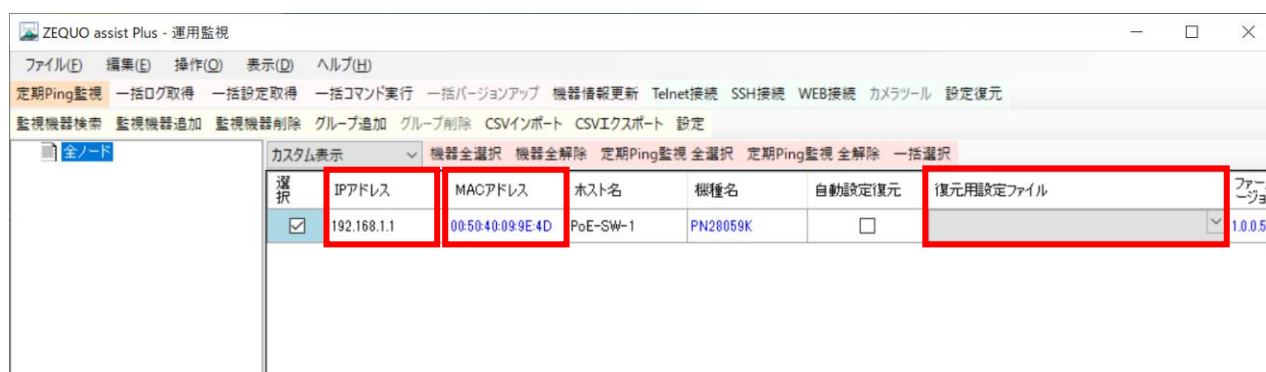 ZEQUO assist Plus - 運用監視
ファイル(F) 編集(E) 操作(O) 表示(D) ヘルプ(H)
定期Ping監視 一括ログ取得 一括設定取得 一括コマンド実行 一括バージョンアップ 機器情報更新 Telnet接続 SSH接続 WEB接続 カメラツール 設定復元
監視機器検索 監視機器追加 監視機器削除 グループ追加 グループ削除 CSVインポート CSVエクスポート 設定
全ノード
カスタム表示 機器全選択 機器全解除 定期Ping監視 全選択 定期Ping監視 全解除 一括選択
選択 IPアドレス MACアドレス ホスト名 機種名 自動設定復元 復元用設定ファイル
192.168.1.1 00:50:40:09:9E:4D PoE-SW-1 PN28059K 1.0.0.5